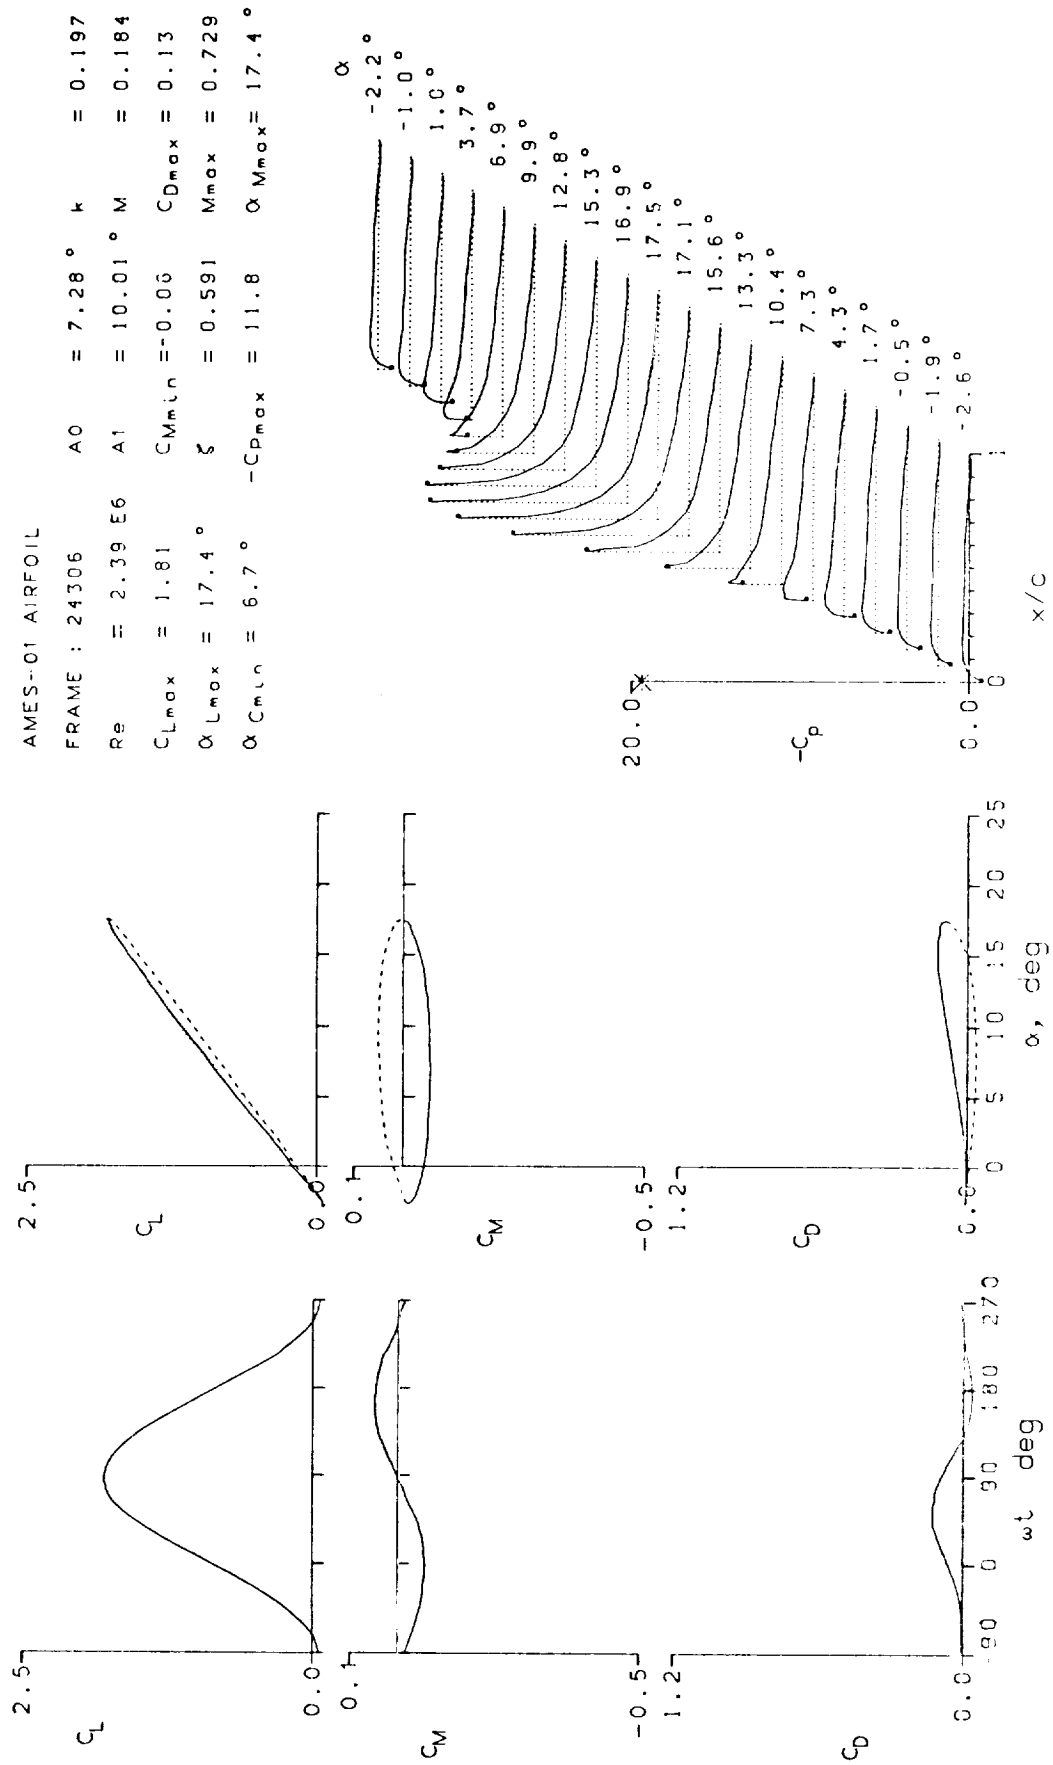 AMES-01 AIRFOIL
FRAME : 24306 A0 = 7.28° k = 0.197
Re = 2.39 E6 A1 = 10.01° M = 0.184
CLmax = 1.81 CMmin =-0.06 CDmax = 0.13
αLmax = 17.4° ζ = 0.591 Mmax = 0.729
αCmin = 6.7° -CPmax = 11.8 αMmax= 17.4°
2.5
CL
0.0
0.1
CM
-0.5
1.2
CD
0.0
-90 0 90 180 270
ωt deg
2.5
CL
0.0
0.1
CM
-0.5
1.2
CD
0.0
0 5 10 15 20 25
α, deg
α
-2.2°
-1.0°
1.0°
3.7°
6.9°
9.9°
12.8°
15.3°
16.9°
17.5°
17.1°
15.6°
13.3°
10.4°
7.3°
4.3°
1.7°
-0.5°
-1.9°
-2.6°
20.0
-Cp
0.0
0 1
x/c